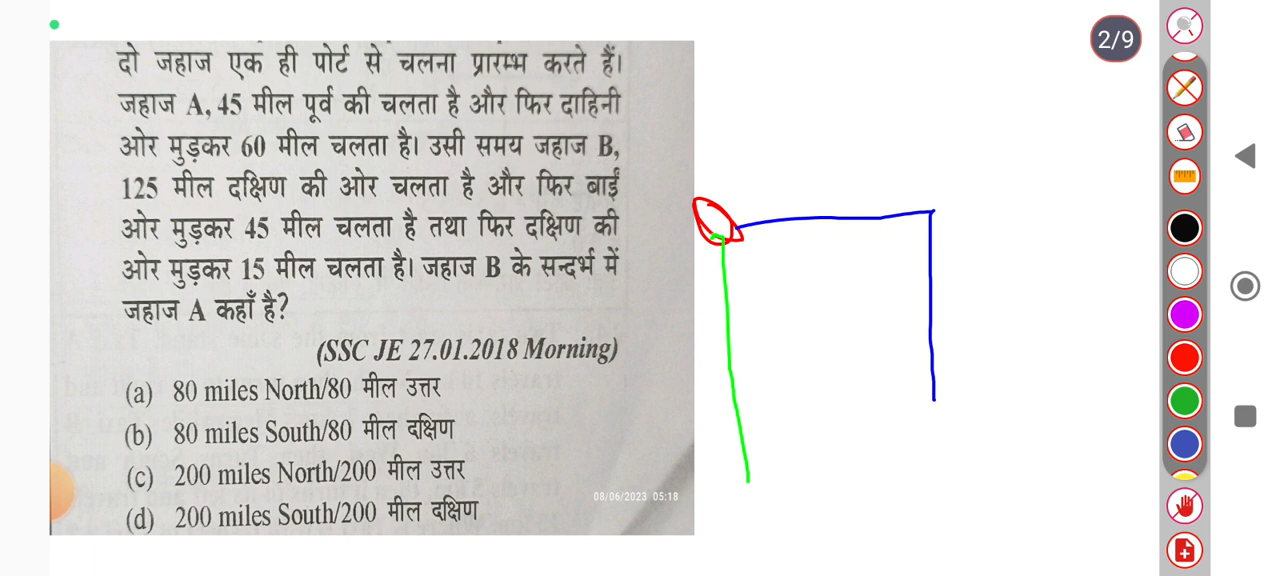 2/9
दो जहाज एक ही पोर्ट से चलना प्रारम्भ करते हैं।
जहाज A, 45 मील पूर्व की चलता है और फिर दाहिनी
ओर मुड़कर 60 मील चलता है। उसी समय जहाज B,
125 मील दक्षिण की ओर चलता है और फिर बाईं
ओर मुड़कर 45 मील चलता है तथा फिर दक्षिण की
ओर मुड़कर 15 मील चलता है। जहाज B के सन्दर्भ में
जहाज A कहाँ है?
(SSC JE 27.01.2018 Morning)
(a) 80 miles North/80 मील उत्तर
(b) 80 miles South/80 मील दक्षिण
(c) 200 miles North/200 मील उत्तर
(d) 200 miles South/200 मील दक्षिण
08/06/2023 05:18